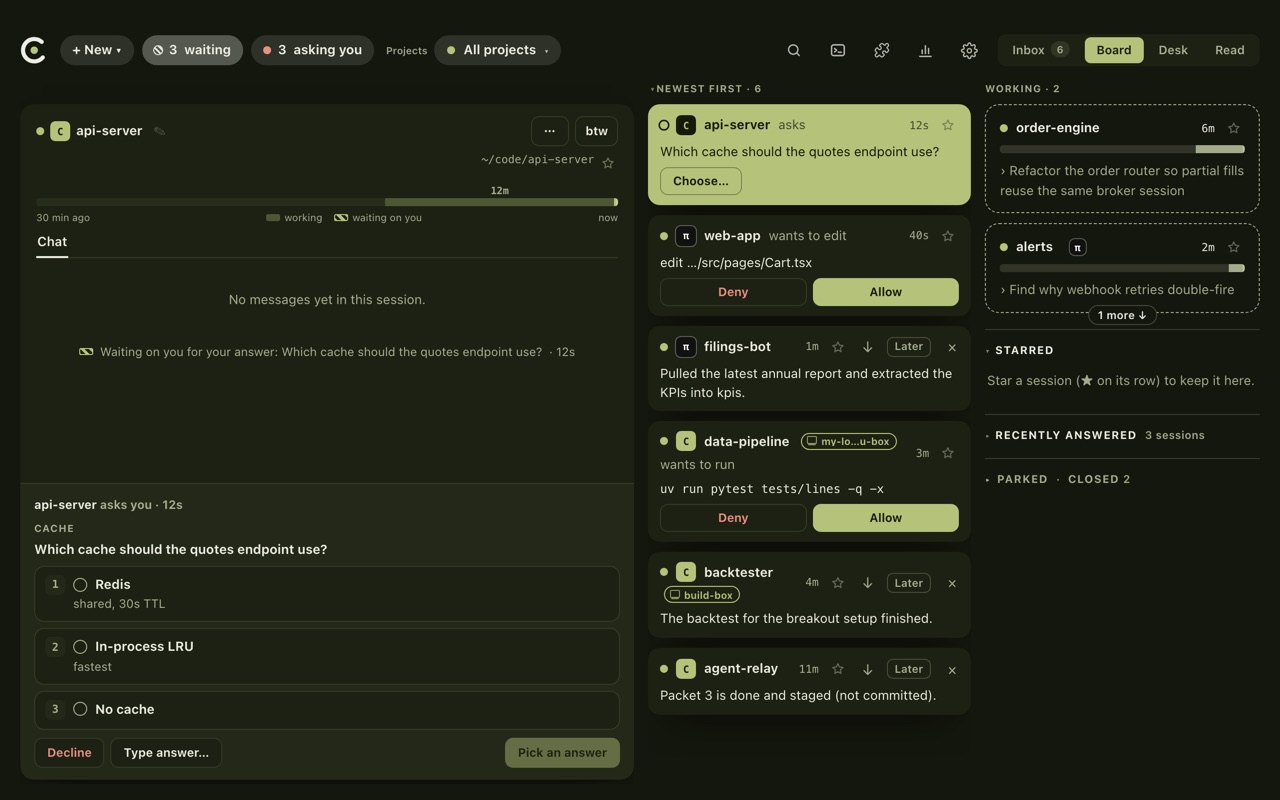 + New ▾
3 waiting
3 asking you
Projects
All projects ▾
Inbox 6
Board
Desk
Read
C api-server
···
btw
~/code/api-server
12m
30 min ago
working
waiting on you
now
Chat
No messages yet in this session.
Waiting on you for your answer: Which cache should the quotes endpoint use? · 12s
api-server asks you · 12s
CACHE
Which cache should the quotes endpoint use?
1 Redis
shared, 30s TTL
2 In-process LRU
fastest
3 No cache
Decline
Type answer...
Pick an answer
NEWEST FIRST · 6
C api-server asks 12s
Which cache should the quotes endpoint use?
Choose...
π web-app wants to edit 40s
edit .../src/pages/Cart.tsx
Deny
Allow
π filings-bot 1m ↓ Later ×
Pulled the latest annual report and extracted the
KPIs into kpis.
C data-pipeline my-lo...u-box
wants to run 3m
uv run pytest tests/lines -q -x
Deny
Allow
C backtester 4m ↓ Later ×
build-box
The backtest for the breakout setup finished.
C agent-relay 11m ↓ Later ×
Packet 3 is done and staged (not committed).
WORKING · 2
order-engine 6m
› Refactor the order router so partial fills
reuse the same broker session
alerts π 2m
› Find why webhook retries double-fire
1 more ↓
STARRED
Star a session (★ on its row) to keep it here.
RECENTLY ANSWERED 3 sessions
PARKED · CLOSED 2